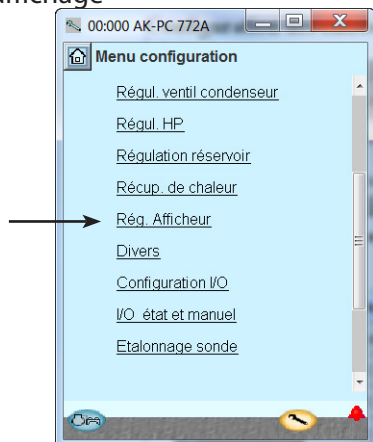 affichage
00:000 AK-PC 772A
Menu configuration
Régul. ventil condenseur
Régul. HP
Régulation réservoir
Récup. de chaleur
Rég. Afficheur
Divers
Configuration I/O
I/O état et manuel
Etalonnage sonde